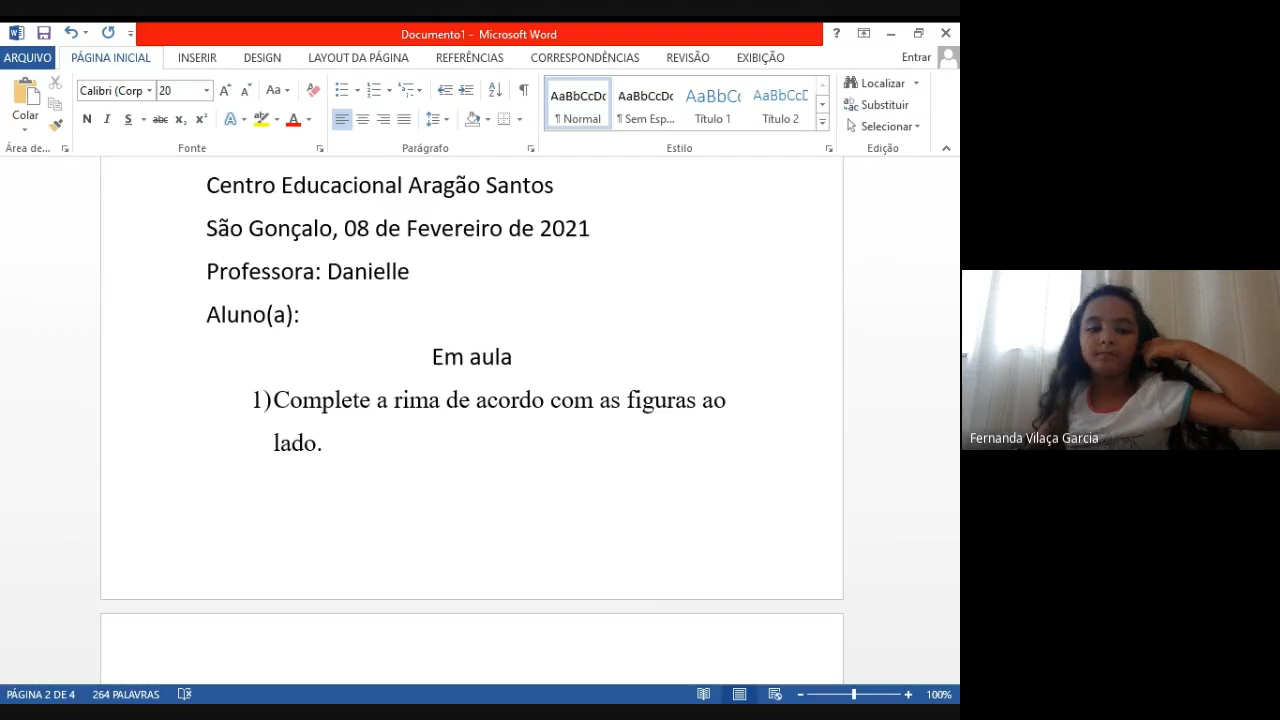 Documento1 - Microsoft Word
?
ARQUIVO PÁGINA INICIAL INSERIR DESIGN LAYOUT DA PÁGINA REFERÊNCIAS CORRESPONDÊNCIAS REVISÃO EXIBIÇÃO Entrar
Colar
Calibri (Corp 20
Aa
N I S abc x₂ x² A A
AaBbCcDc AaBbCcDc AaBbC( AaBbCcD
¶ Normal ¶ Sem Esp... Título 1 Título 2
Localizar
Substituir
Selecionar
Área de... Fonte Parágrafo Estilo Edição
Centro Educacional Aragão Santos
São Gonçalo, 08 de Fevereiro de 2021
Professora: Danielle
Aluno(a):
Em aula
1)Complete a rima de acordo com as figuras ao
lado.
Fernanda Vilaça Garcia
PÁGINA 2 DE 4 264 PALAVRAS 100%